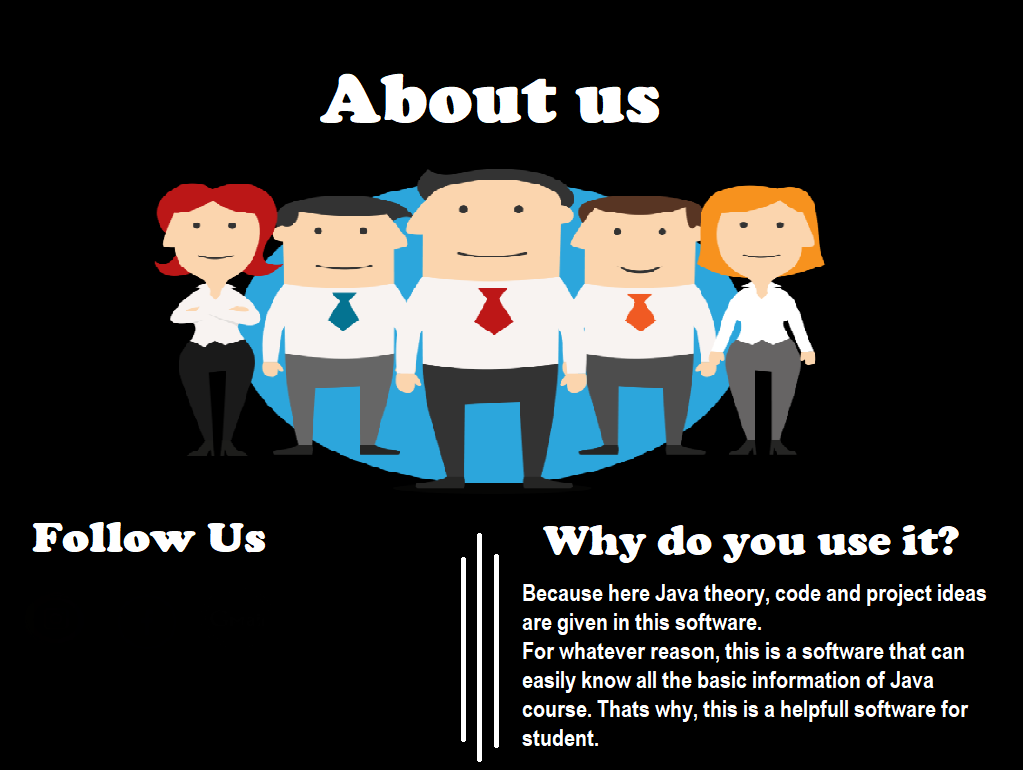 About us
Follow Us
Why do you use it?
Because here Java theory, code and project ideas
are given in this software.
For whatever reason, this is a software that can
easily know all the basic information of Java
course. Thats why, this is a helpfull software for
student.